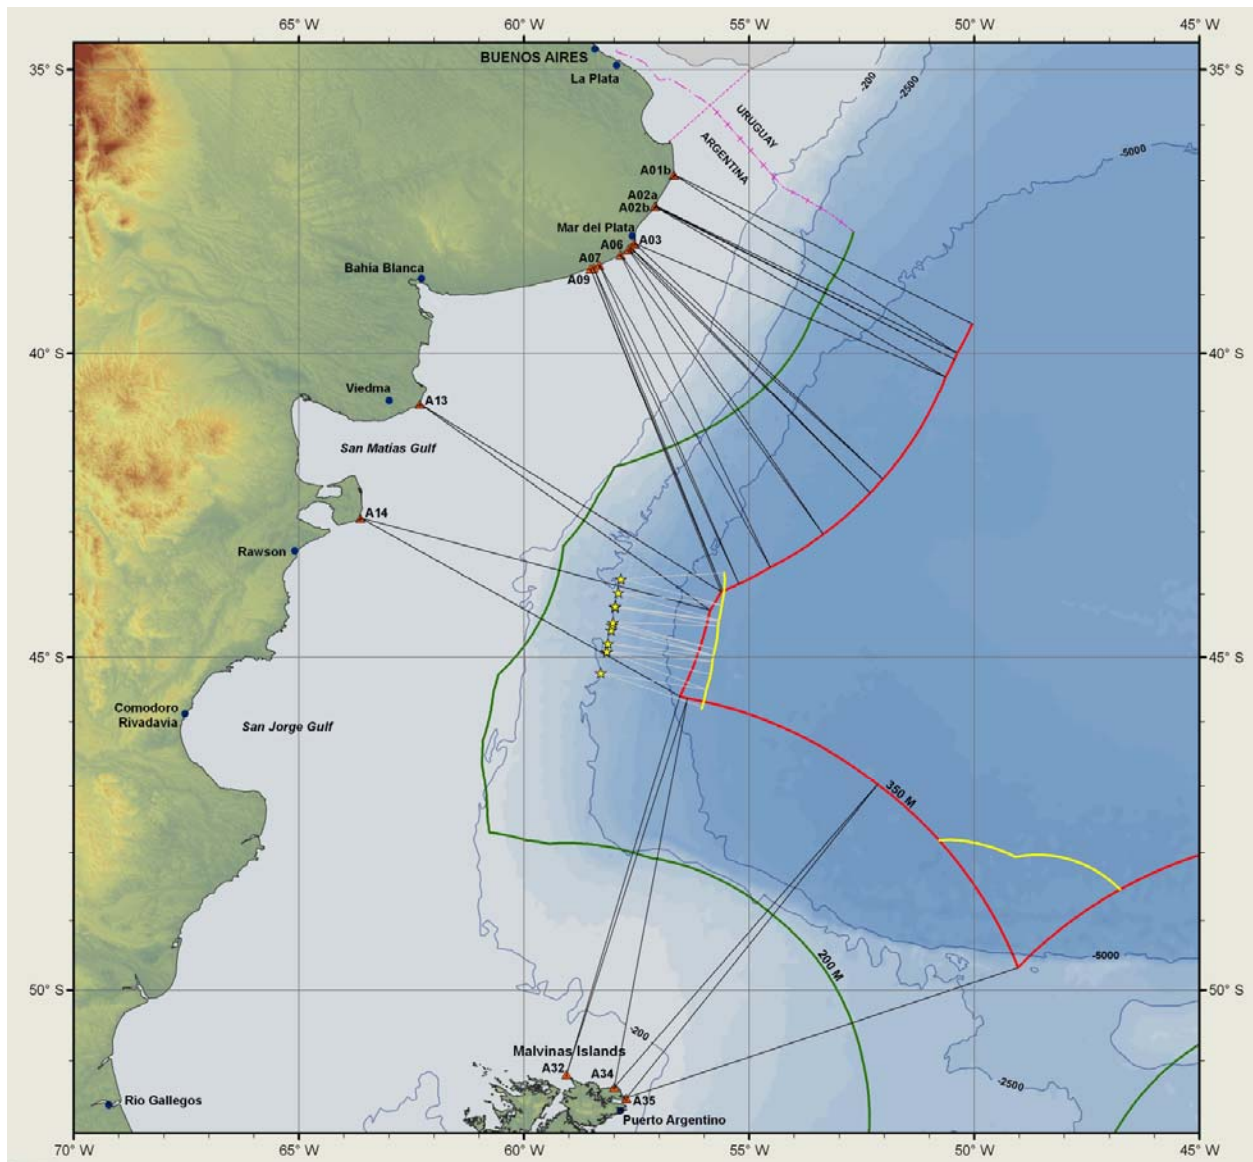 65° W 60° W 55° W 50° W 45° W
BUENOS AIRES
La Plata
35° S
35° S
-200
-2500
-5000
URUGUAY
ARGENTINA
A01b
A02a
A02b
Mar del Plata
A03
A06
A07
A09
Bahia Blanca
40° S
40° S
Viedma
A13
San Matías Gulf
A14
Rawson
45° S
45° S
Comodoro
Rivadavia
San Jorge Gulf
350 M
200 M
-5000
50° S
50° S
-200
Malvinas Islands
A32
A34
A35
-2500
Rio Gallegos
Puerto Argentino
70° W 65° W 60° W 55° W 50° W 45° W